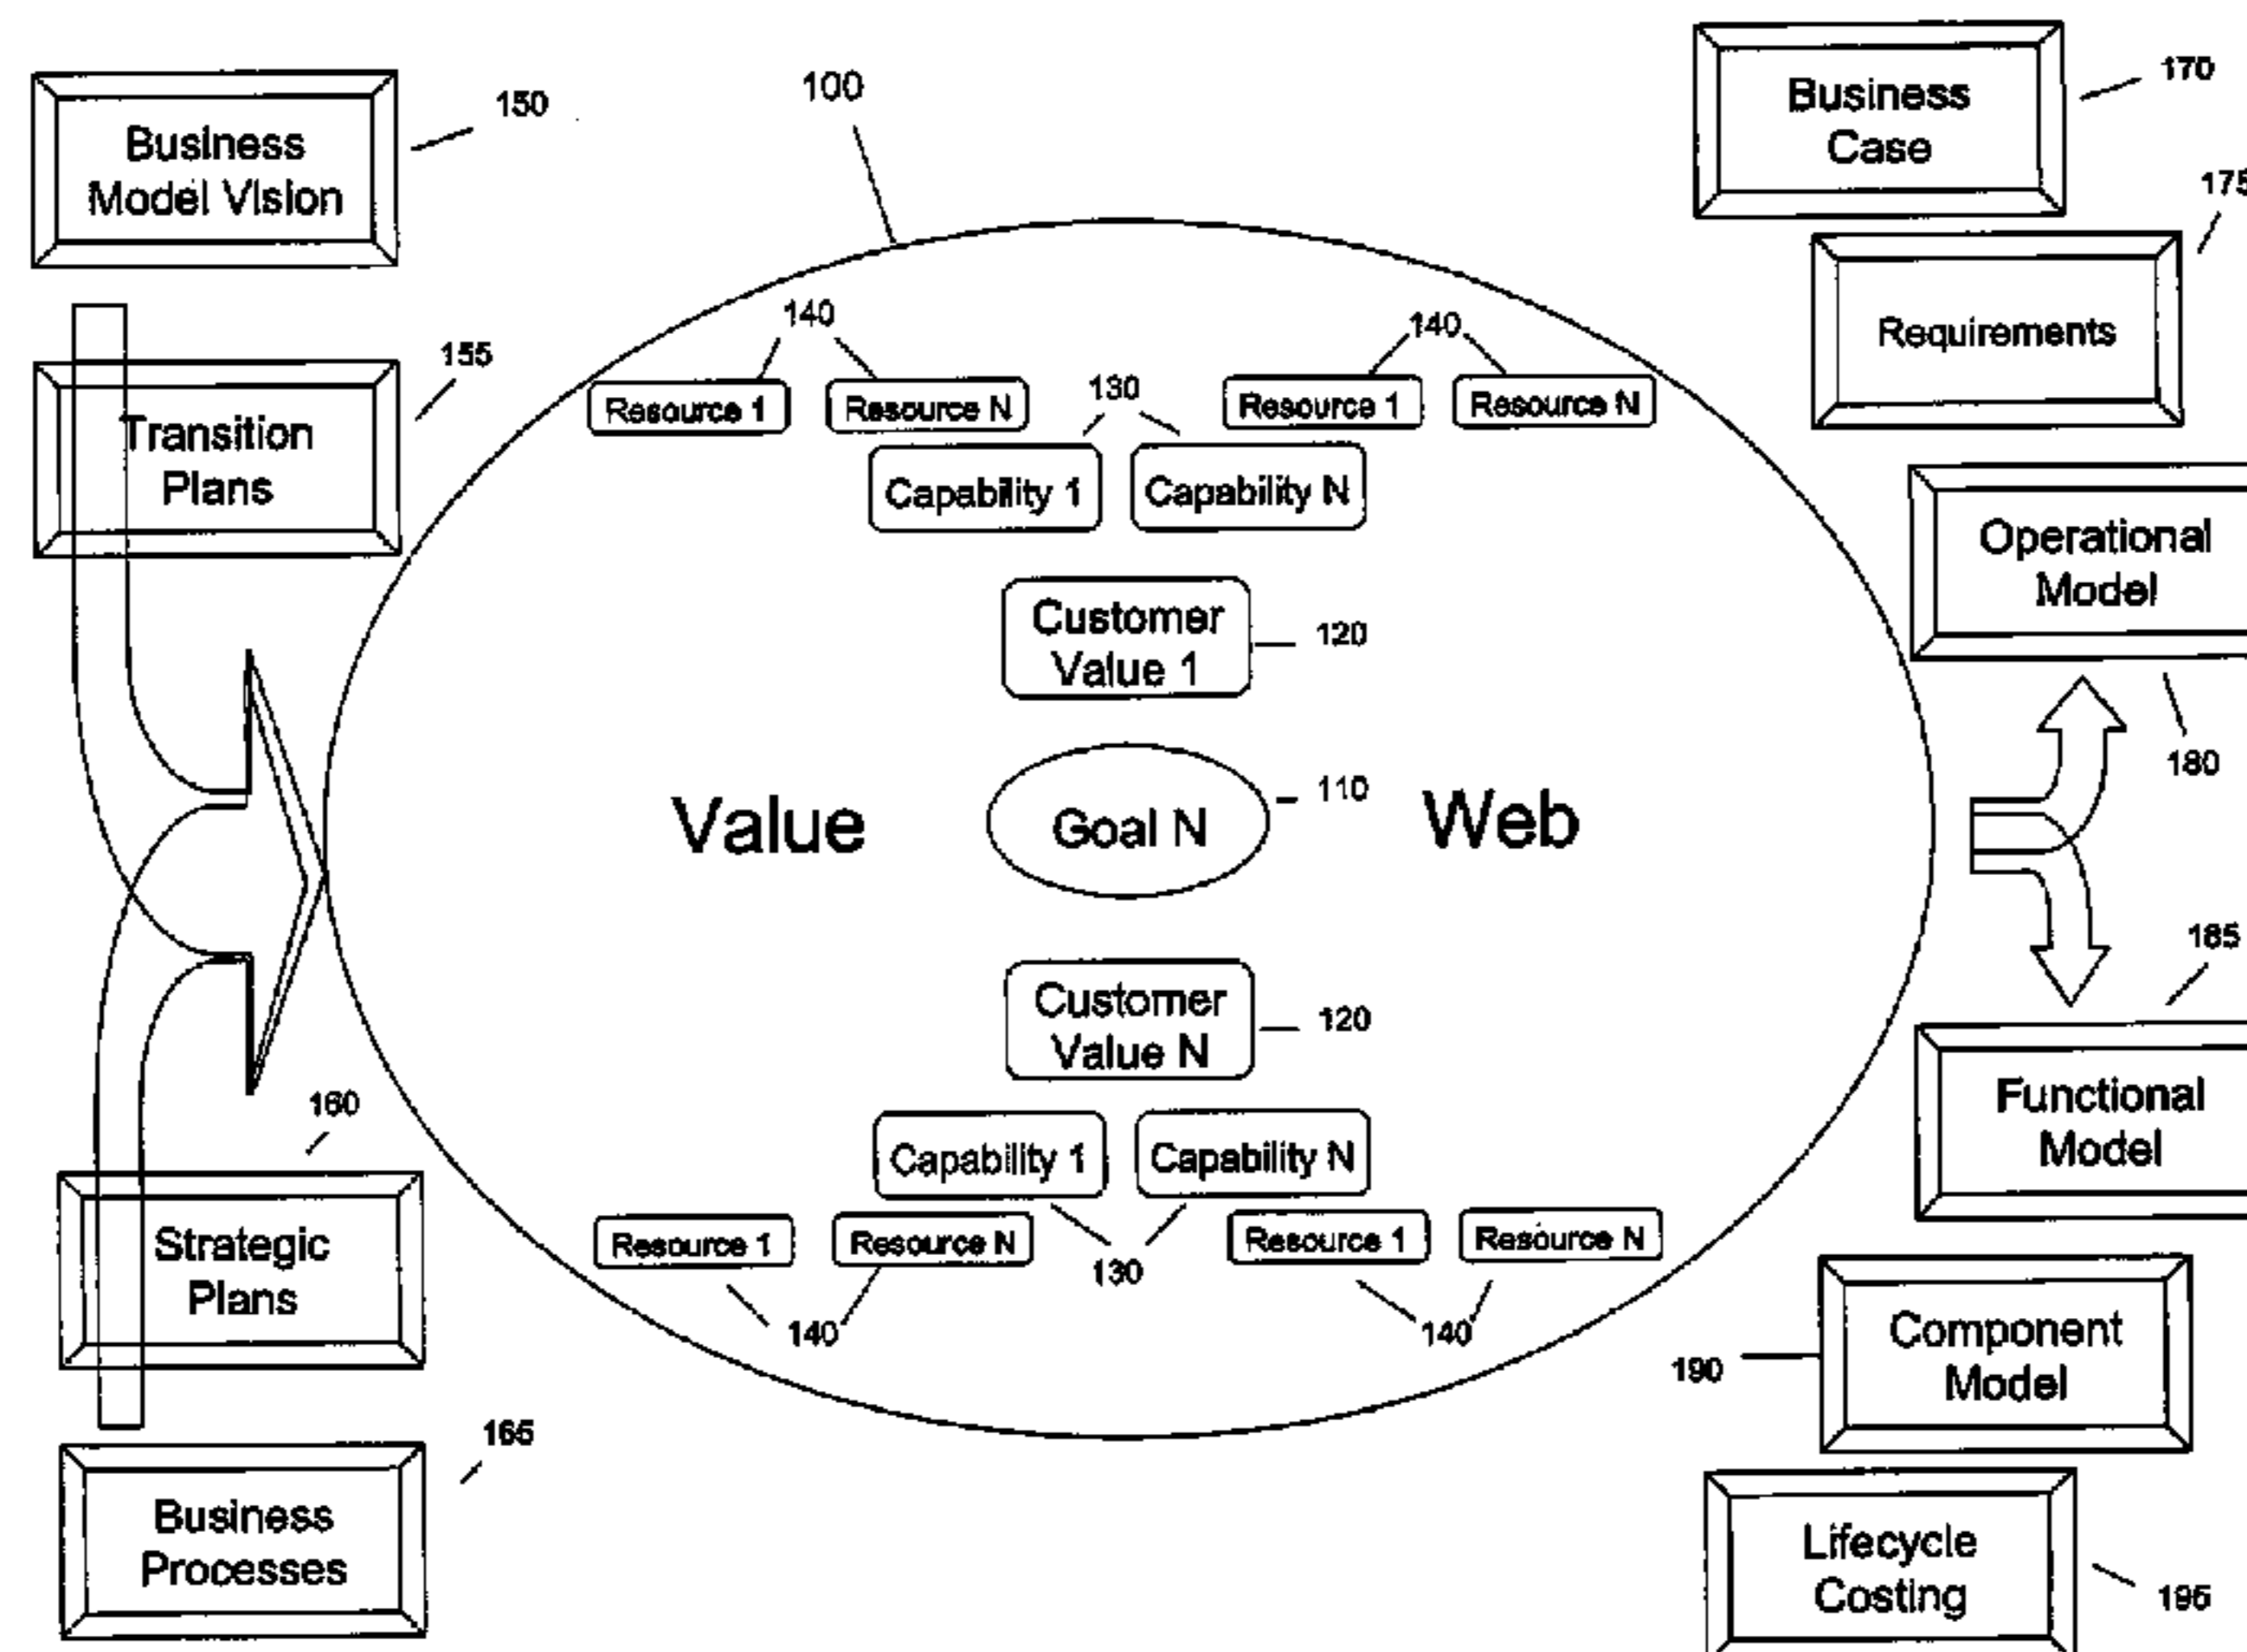 150
Business
Model Vision
155
Transition
Plans
160
Strategic
Plans
165
Business
Processes
100
140
140
Resource 1
Resource N
130
Resource 1
Resource N
Capability 1
Capability N
Customer
Value 1
120
Value
Goal N
110
Web
Customer
Value N
120
Capability 1
Capability N
Resource 1
Resource N
130
Resource 1
Resource N
140
140
Business
Case
170
175
Requirements
Operational
Model
180
185
Functional
Model
190
Component
Model
Lifecycle
Costing
195